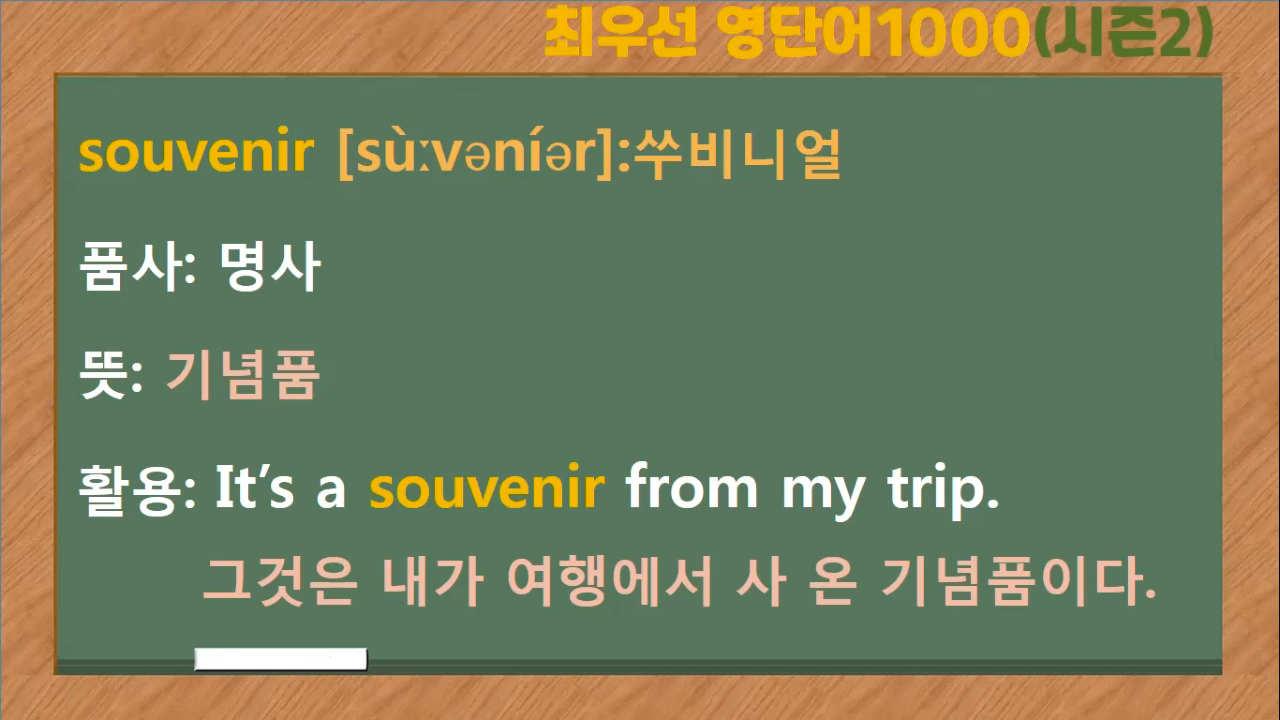 최우선 영단어1000(시즌2)
souvenir [sùːvəníər]:쑤비니얼
품사: 명사
뜻: 기념품
활용: It’s a souvenir from my trip.
그것은 내가 여행에서 사 온 기념품이다.